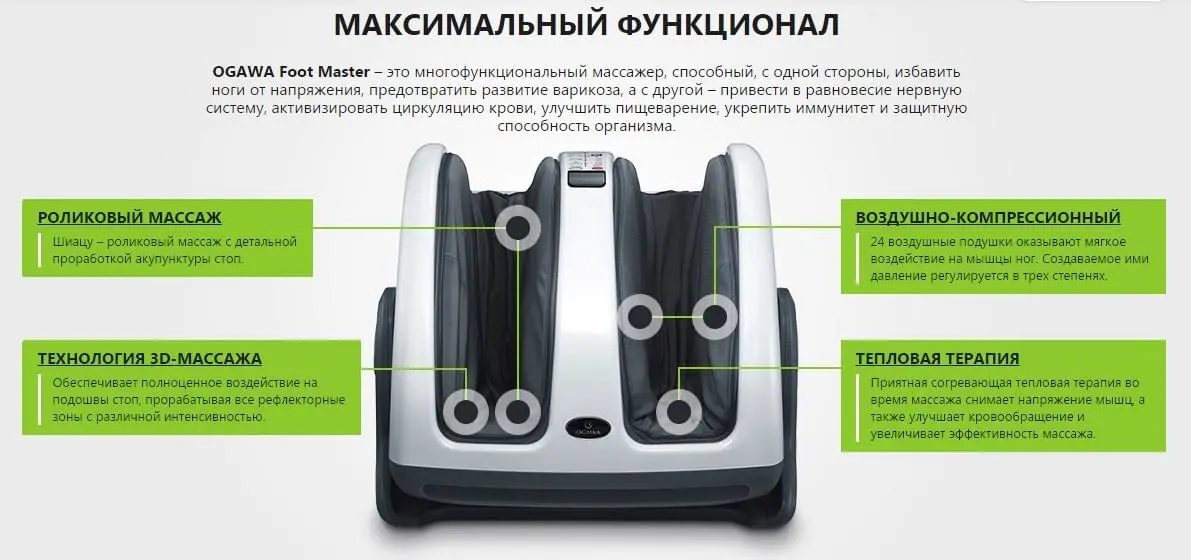 МАКСИМАЛЬНЫЙ ФУНКЦИОНАЛ
OGAWA Foot Master – это многофункциональный массажер, способный, с одной стороны, избавить
ноги от напряжения, предотвратить развитие варикоза, а с другой – привести в равновесие нервную
систему, активизировать циркуляцию крови, улучшить пищеварение, укрепить иммунитет и защитную
способность организма.
РОЛИКОВЫЙ МАССАЖ
Шиацу – роликовый массаж с детальной
проработкой акупунктуры стоп.
ВОЗДУШНО-КОМПРЕССИОННЫЙ
24 воздушные подушки оказывают мягкое
воздействие на мышцы ног. Создаваемое ими
давление регулируется в трех степенях.
ТЕХНОЛОГИЯ 3D-МАССАЖА
Обеспечивает полноценное воздействие на
подошвы стоп, прорабатывая все рефлекторные
зоны с различной интенсивностью.
ТЕПЛОВАЯ ТЕРАПИЯ
Приятная согревающая тепловая терапия во
время массажа снимает напряжение мышц, а
также улучшает кровообращение и
увеличивает эффективность массажа.
OGAWA